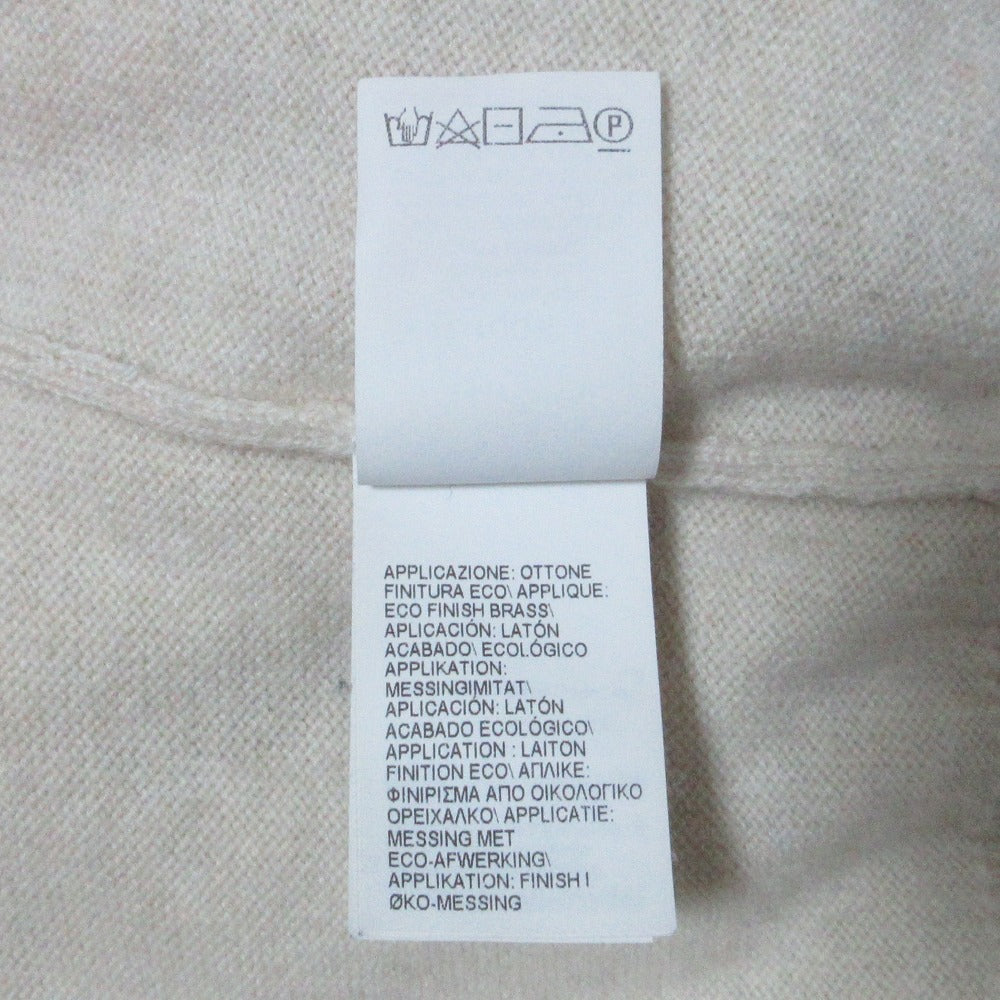 P
APPLICAZIONE: OTTONE
FINITURA ECO\ APPLIQUE:
ECO FINISH BRASS\
APLICACIÓN: LATÓN
ACABADO\ ECOLÓGICO
APPLIKATION:
MESSINGIMITAT\
APLICACIÓN: LATÓN
ACABADO ECOLÓGICO\
APPLICATION : LAITON
FINITION ECO\ ΑΠΛΙΚΕ:
ΦΙΝΙΡΙΣΜΑ ΑΠΟ ΟΙΚΟΛΟΓΙΚΟ
ΟΡΕΙΧΑΛΚΟ\ APPLICATIE:
MESSING MET
ECO-AFWERKING\
APPLIKATION: FINISH I
ØKO-MESSING